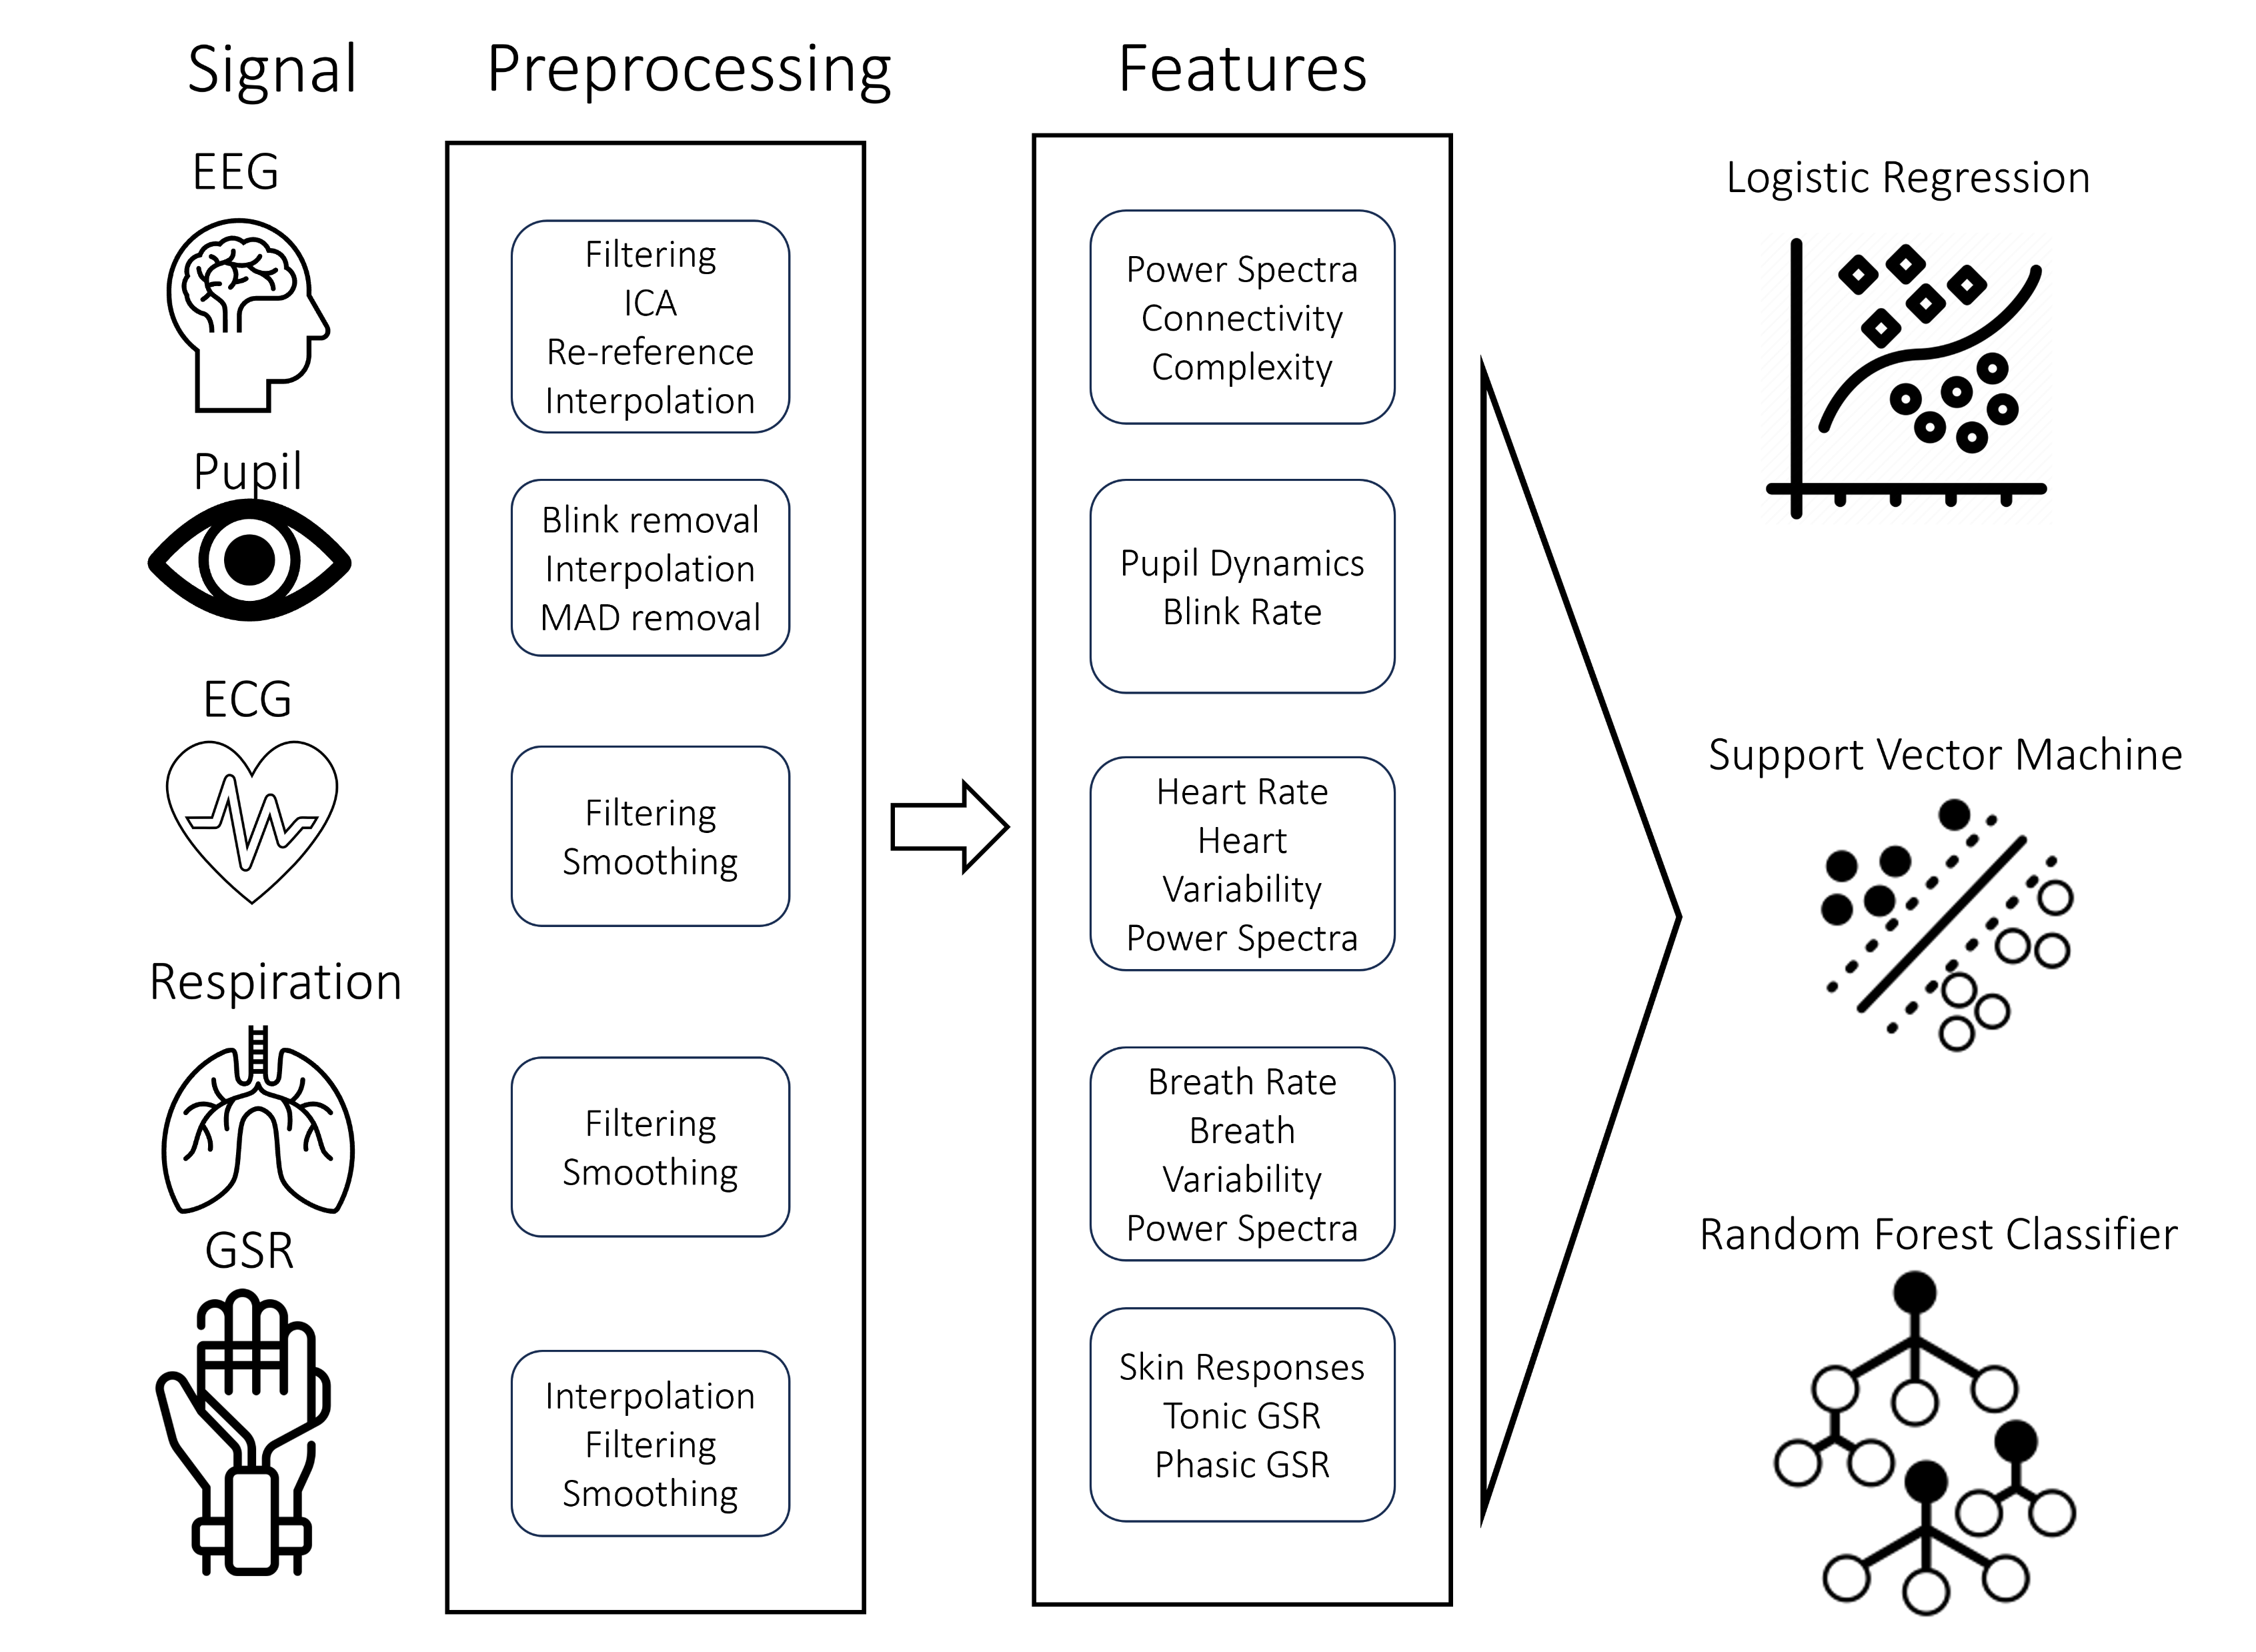 Signal
Preprocessing
Features
EEG
Filtering
ICA
Re-reference
Interpolation
Power Spectra
Connectivity
Complexity
Logistic Regression
Pupil
Blink removal
Interpolation
MAD removal
Pupil Dynamics
Blink Rate
ECG
Filtering
Smoothing
Heart Rate
Heart
Variability
Power Spectra
Support Vector Machine
Respiration
Filtering
Smoothing
Breath Rate
Breath
Variability
Power Spectra
GSR
Interpolation
Filtering
Smoothing
Skin Responses
Tonic GSR
Phasic GSR
Random Forest Classifier